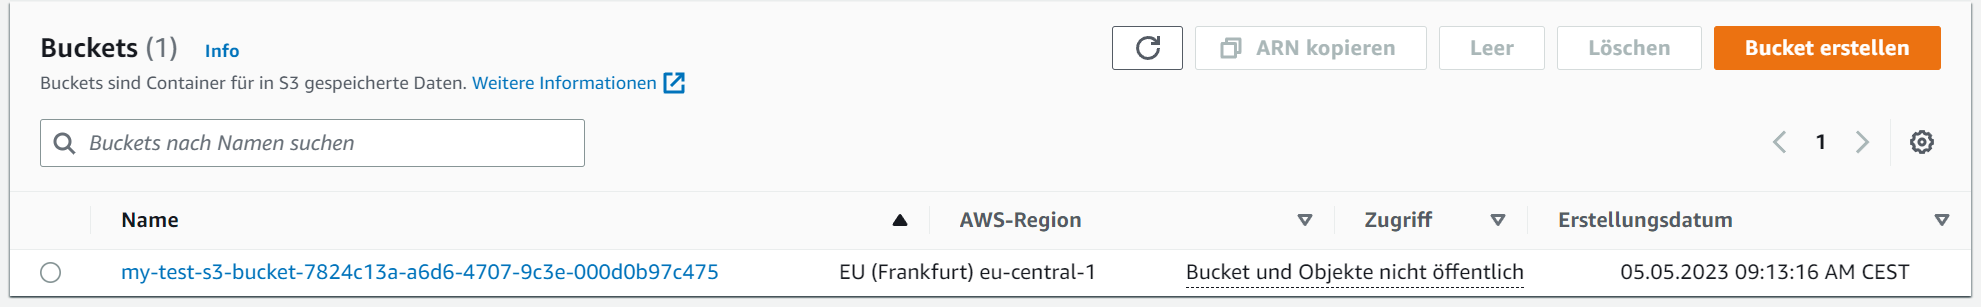 Buckets (1) Info
ARN kopieren Leer Löschen Bucket erstellen
Buckets sind Container für in S3 gespeicherte Daten. Weitere Informationen
Buckets nach Namen suchen
1
Name AWS-Region Zugriff Erstellungsdatum
my-test-s3-bucket-7824c13a-a6d6-4707-9c3e-000d0b97c475 EU (Frankfurt) eu-central-1 Bucket und Objekte nicht öffentlich 05.05.2023 09:13:16 AM CEST